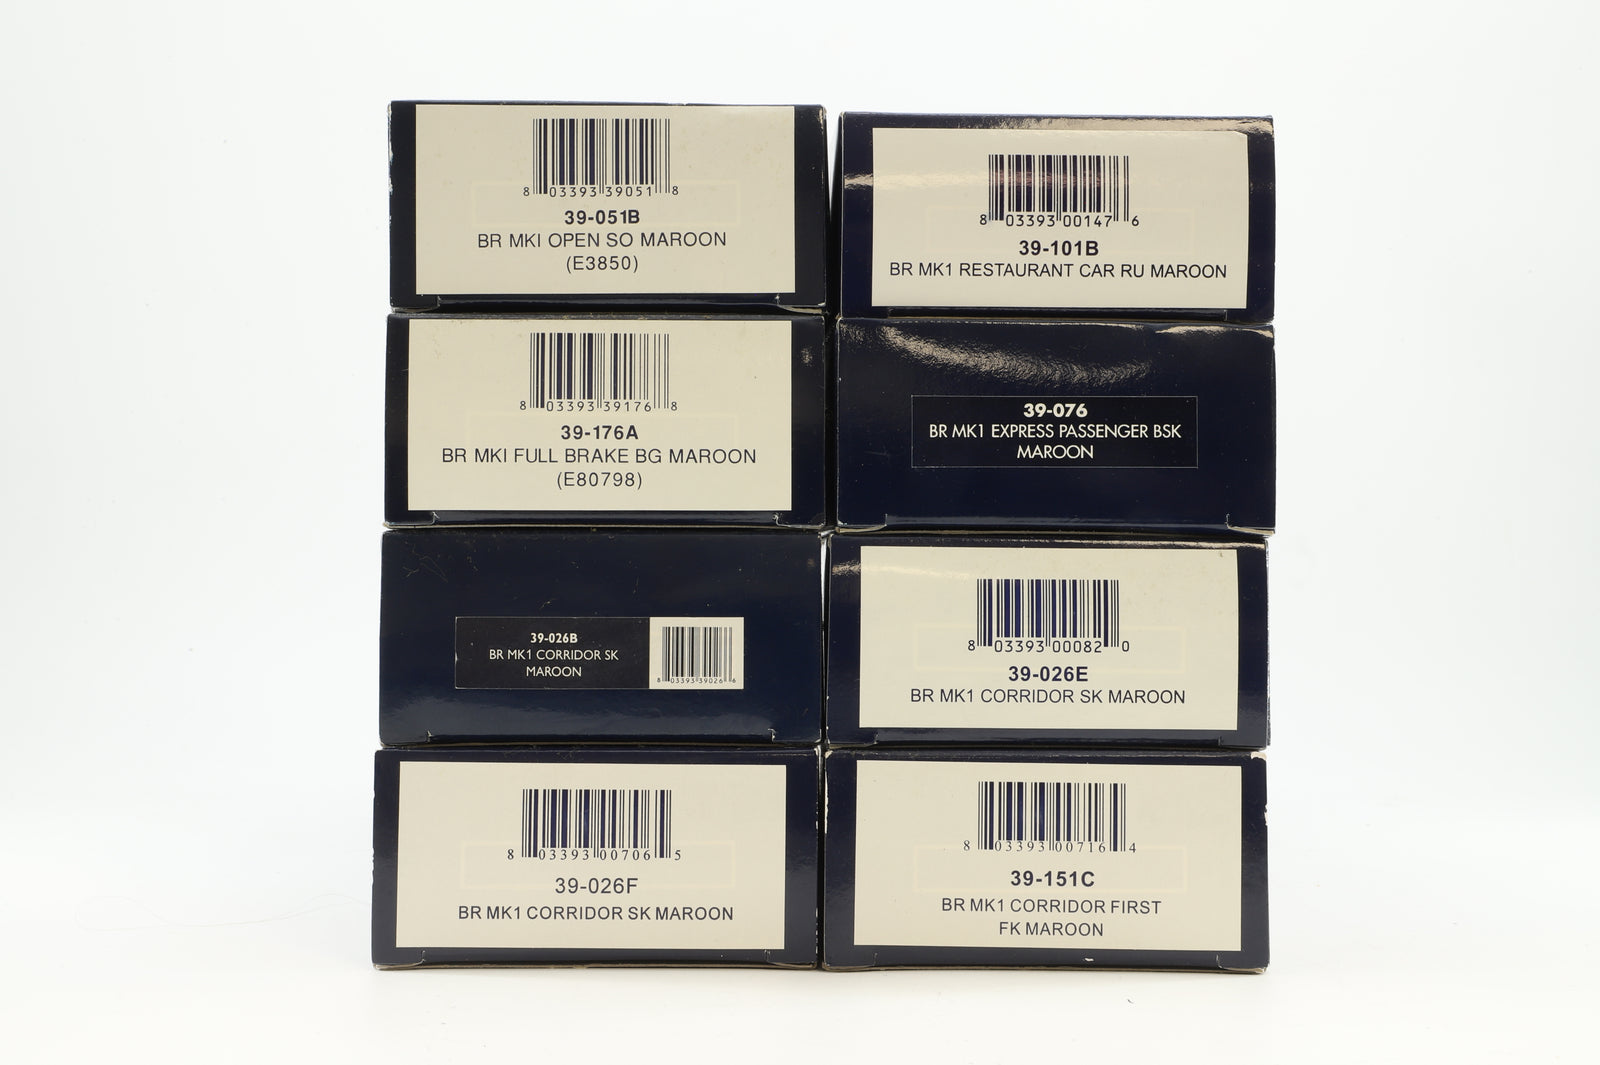 8 03393 39051 8
39-051B
BR MKI OPEN SO MAROON
(E3850)
8 03393 00147 6
39-101B
BR MK1 RESTAURANT CAR RU MAROON
8 03393 39176 8
39-176A
BR MKI FULL BRAKE BG MAROON
(E80798)
39-076
BR MK1 EXPRESS PASSENGER BSK
MAROON
39-026B
BR MK1 CORRIDOR SK
MAROON
8 03393 39026 6
8 03393 00082 0
39-026E
BR MK1 CORRIDOR SK MAROON
8 03393 00706 5
39-026F
BR MK1 CORRIDOR SK MAROON
8 03393 00716 4
39-151C
BR MK1 CORRIDOR FIRST
FK MAROON